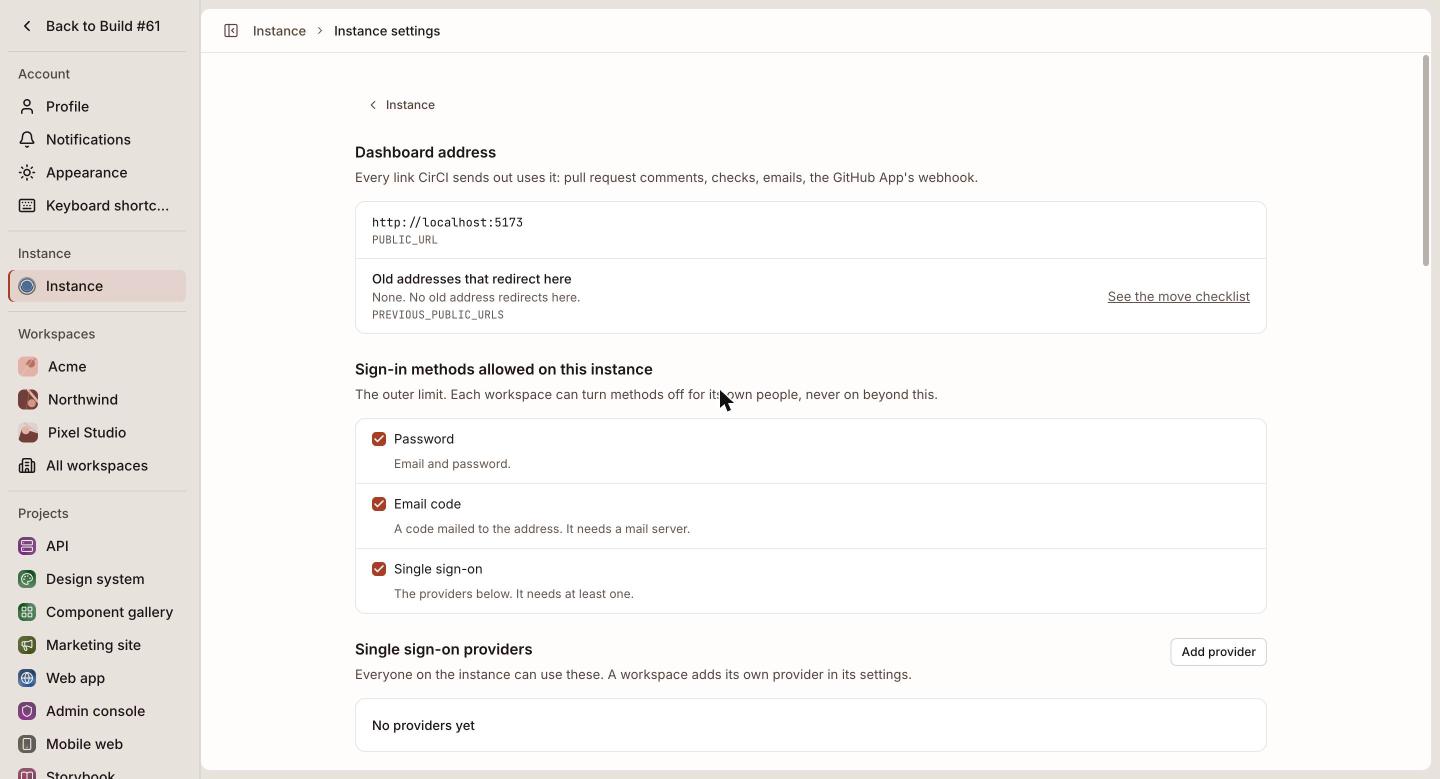 Back to Build #61
Account
Profile
Notifications
Appearance
Keyboard shortc...
Instance
Instance
Workspaces
Acme
Northwind
Pixel Studio
All workspaces
Projects
API
Design system
Component gallery
Marketing site
Web app
Admin console
Mobile web
Storybook
Instance > Instance settings
Instance
Dashboard address
Every link CirCI sends out uses it: pull request comments, checks, emails, the GitHub App's webhook.
http://localhost:5173
PUBLIC_URL
Old addresses that redirect here
None. No old address redirects here.
PREVIOUS_PUBLIC_URLS
See the move checklist
Sign-in methods allowed on this instance
The outer limit. Each workspace can turn methods off for its own people, never on beyond this.
Password
Email and password.
Email code
A code mailed to the address. It needs a mail server.
Single sign-on
The providers below. It needs at least one.
Single sign-on providers
Add provider
Everyone on the instance can use these. A workspace adds its own provider in its settings.
No providers yet